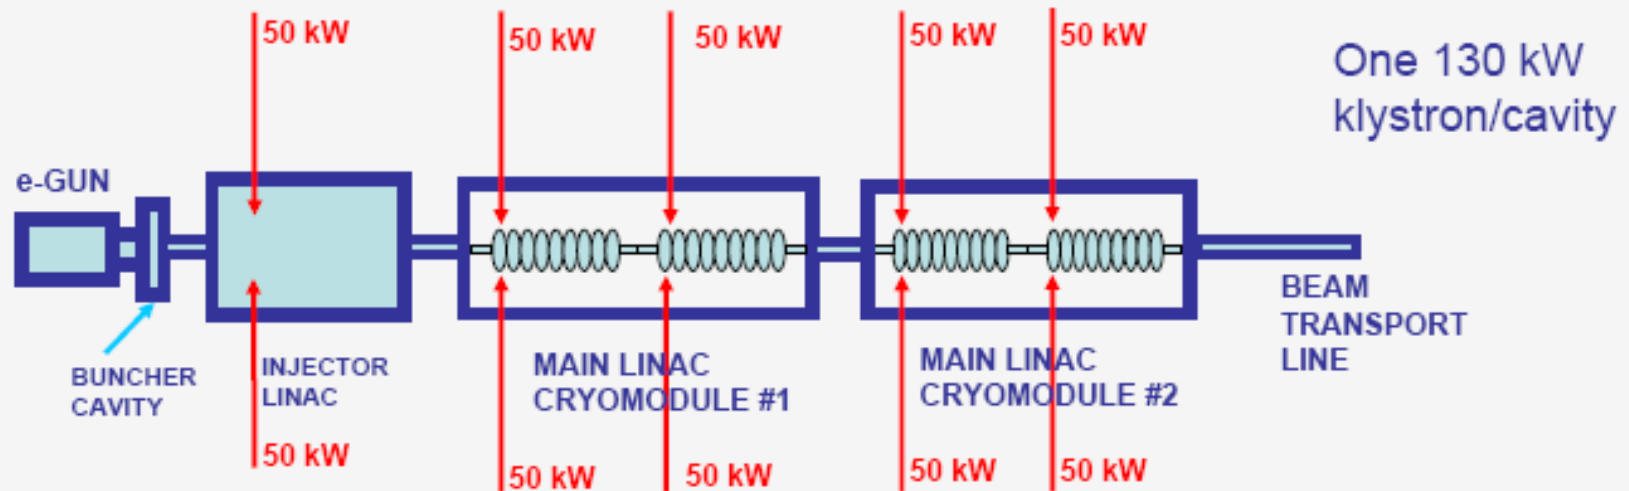 50 kW
50 kW
50 kW
50 kW
50 kW
One 130 kW
klystron/cavity
e-GUN
BUNCHER
CAVITY
INJECTOR
LINAC
MAIN LINAC
CRYOMODULE #1
MAIN LINAC
CRYOMODULE #2
BEAM
TRANSPORT
LINE
50 kW
50 kW
50 kW
50 kW
50 kW